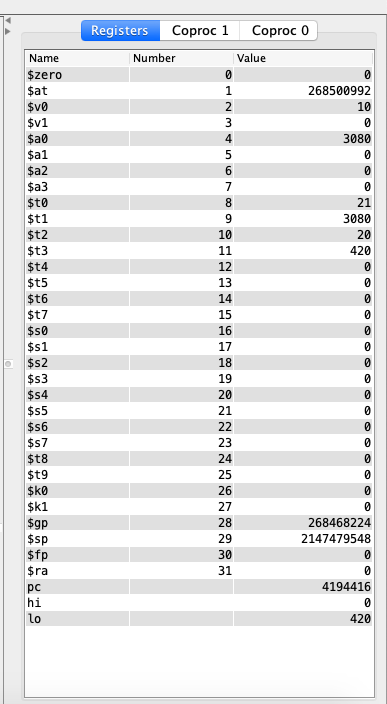 Registers Coproc 1 Coproc 0
Name Number Value
$zero 0 0
$at 1 268500992
$v0 2 10
$v1 3 0
$a0 4 3080
$a1 5 0
$a2 6 0
$a3 7 0
$t0 8 21
$t1 9 3080
$t2 10 20
$t3 11 420
$t4 12 0
$t5 13 0
$t6 14 0
$t7 15 0
$s0 16 0
$s1 17 0
$s2 18 0
$s3 19 0
$s4 20 0
$s5 21 0
$s6 22 0
$s7 23 0
$t8 24 0
$t9 25 0
$k0 26 0
$k1 27 0
$gp 28 268468224
$sp 29 2147479548
$fp 30 0
$ra 31 0
pc 4194416
hi 0
lo 420